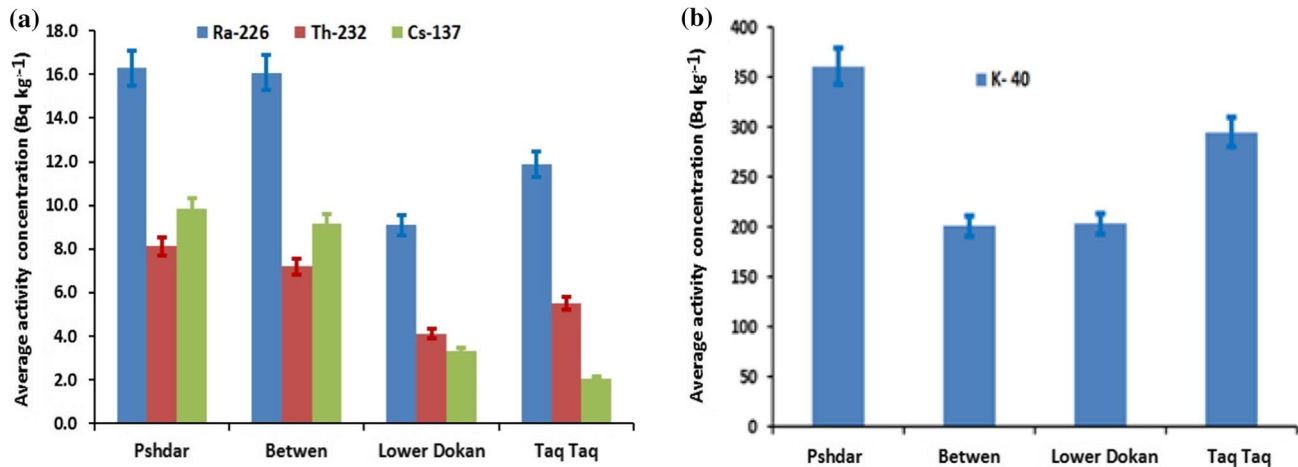 (a)
Ra-226 Th-232 Cs-137
Average activity concentration (Bq kg-1)
18.0
16.0
14.0
12.0
10.0
8.0
6.0
4.0
2.0
0.0
Pshdar Betwen Lower Dokan Taq Taq
(b)
K- 40
Average activity concentration (Bq kg-1)
400
350
300
250
200
150
100
50
0
Pshdar Betwen Lower Dokan Taq Taq